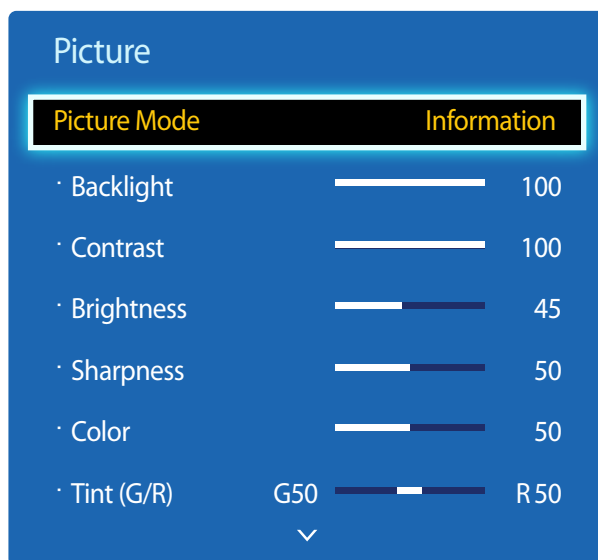 Picture
Picture Mode Information
· Backlight 100
· Contrast 100
· Brightness 45
· Sharpness 50
· Color 50
· Tint (G/R) G50 R50